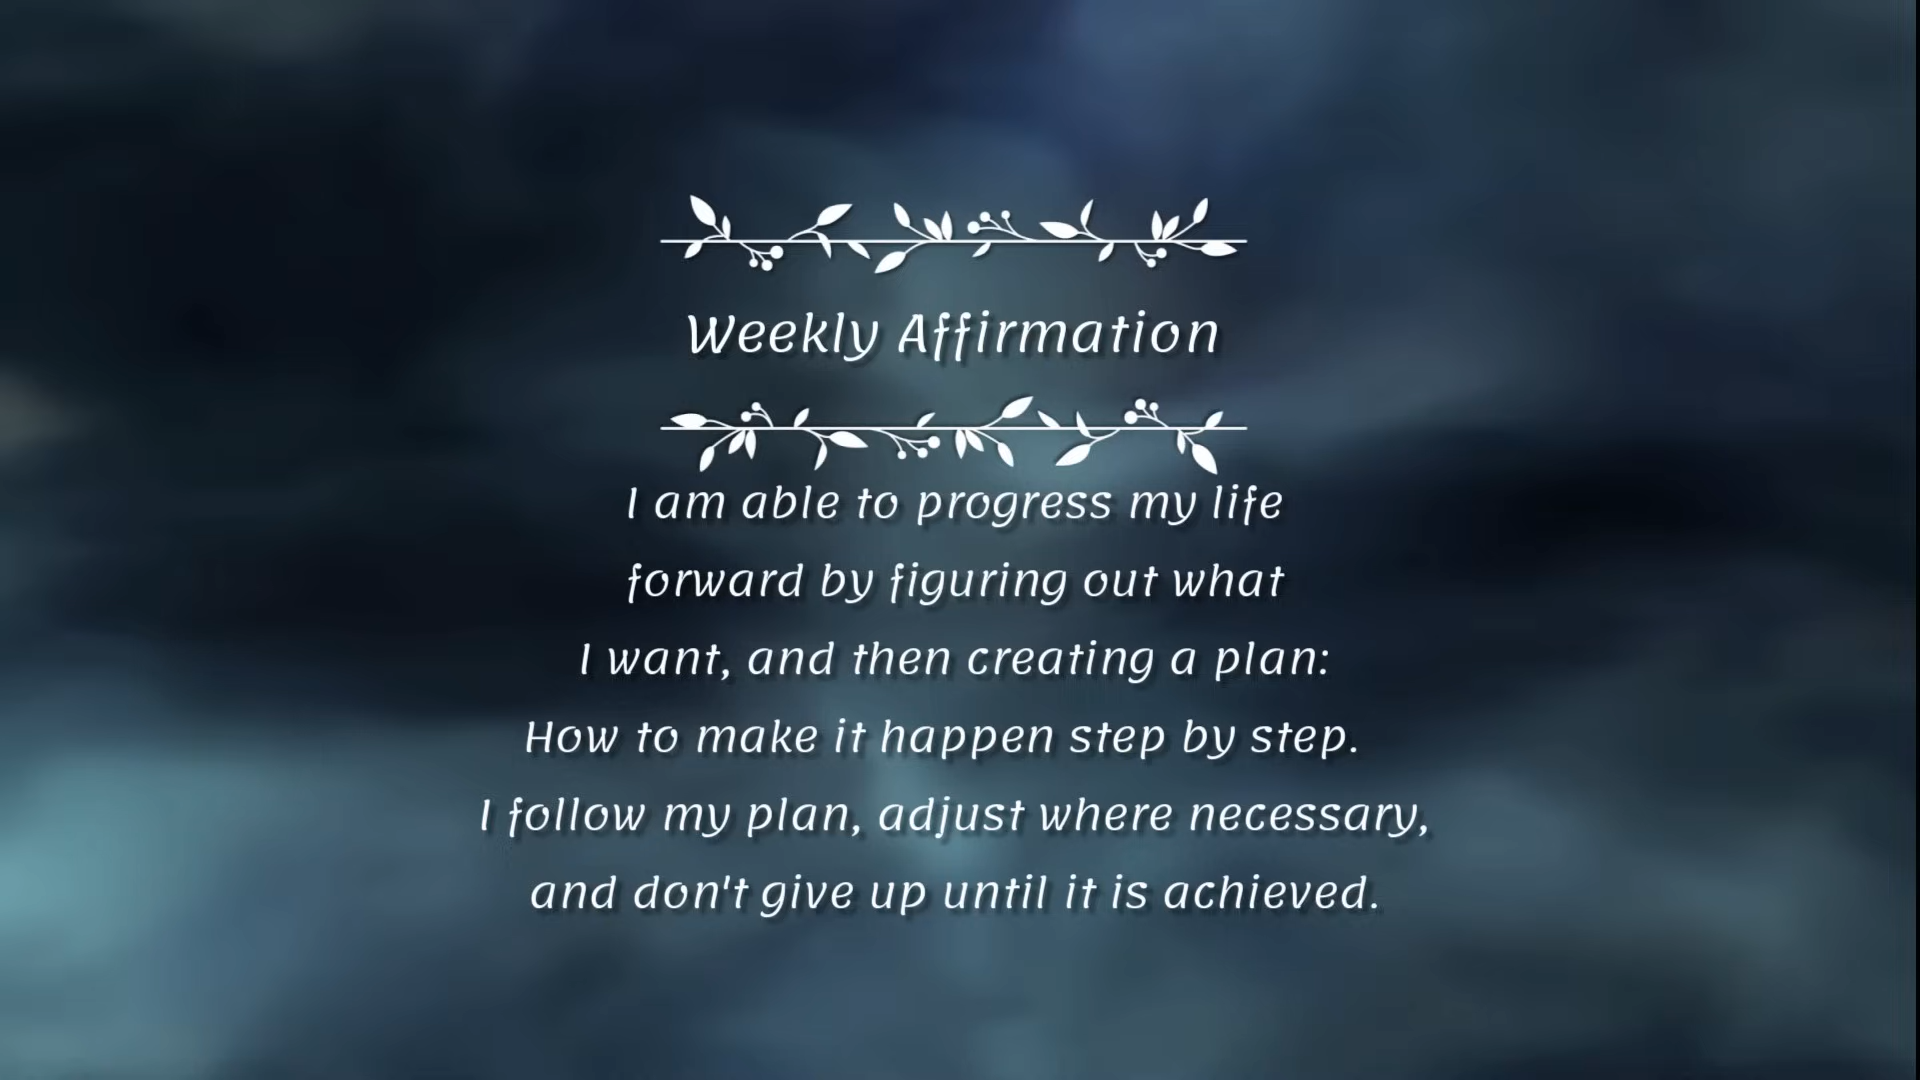 Weekly Affirmation
I am able to progress my life
forward by figuring out what
I want, and then creating a plan:
How to make it happen step by step.
I follow my plan, adjust where necessary,
and don't give up until it is achieved.